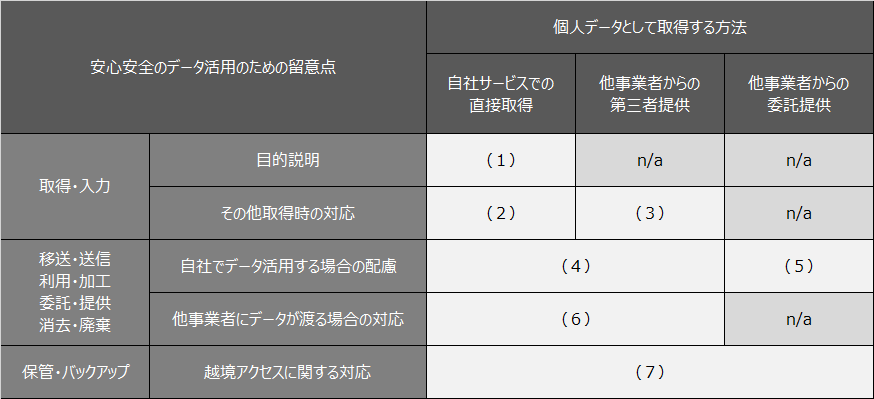 安心安全のデータ活用のための留意点
個人データとして取得する方法
自社サービスでの
直接取得
他事業者からの
第三者提供
他事業者からの
委託提供
取得・入力
目的説明
（1）
n/a
n/a
その他取得時の対応
（2）
（3）
n/a
移送・送信
利用・加工
委託・提供
消去・廃棄
自社でデータ活用する場合の配慮
（4）
（5）
他事業者にデータが渡る場合の対応
（6）
n/a
保管・バックアップ
越境アクセスに関する対応
（7）